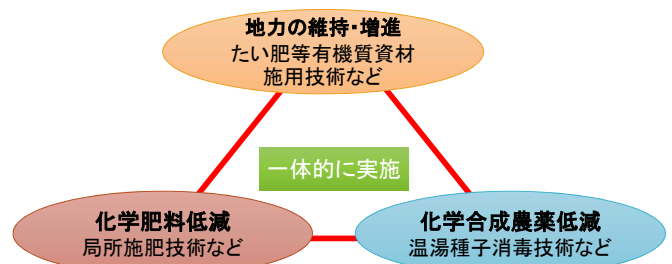 地力の維持・増進
たい肥等有機質資材
施用技術など
一体的に実施
化学肥料低減
局所施肥技術など
化学合成農薬低減
温湯種子消毒技術など